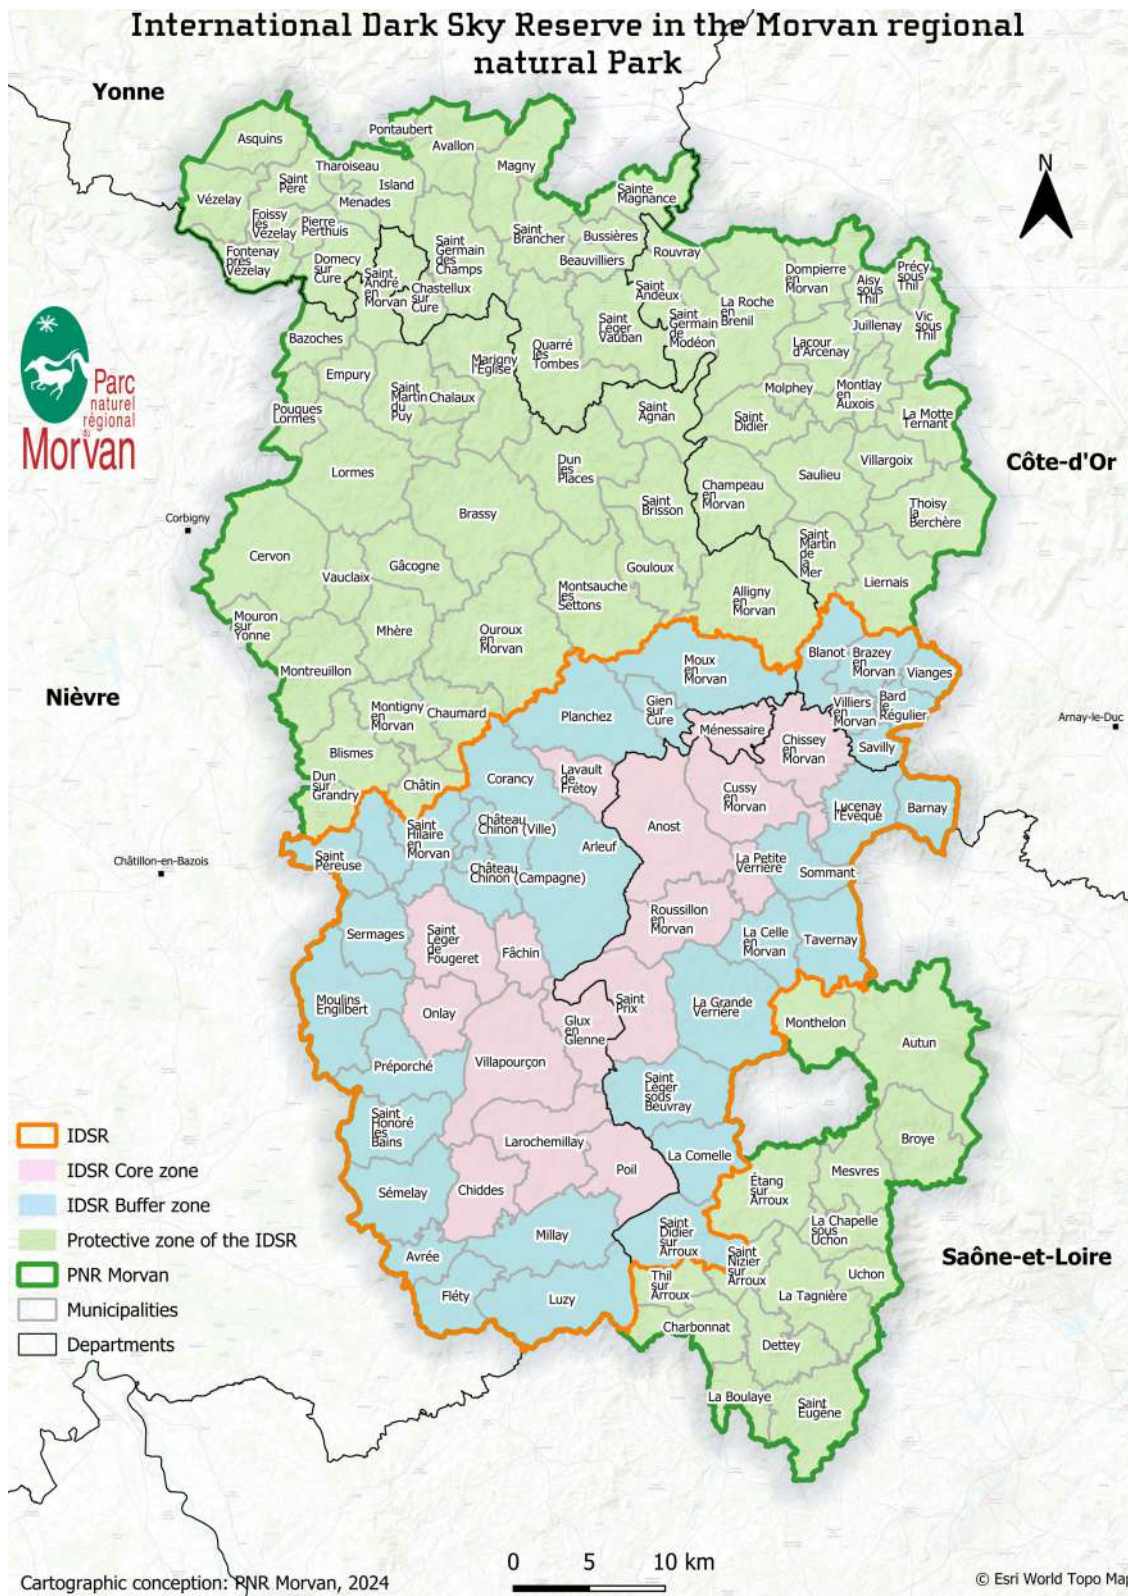 International Dark Sky Reserve in the Morvan regional
natural Park
Yonne
N
Pontaubert
Asquins
Avallon
Tharoiseau
Magny
Saint
Père
Island
Sainte
Magnance
Vézelay
Menades
Foissy
lès
Vézelay
Pierre
Perthuis
Saint
Brancher
Bussières
Rouvray
Fontenay
près
Vézelay
Domecy
sur
Cure
Saint
Germain
des
Champs
Beauvilliers
Dompierre
en
Morvan
Aisy
sous
Thil
Précy
sous
Thil
Saint
André
en
Morvan
Chastellux
sur
Cure
Saint
Andeux
La Roche
en
Brenil
Juillenay
Vic
sous
Thil
Saint
Léger
Vauban
Saint
Germain
de
Modéon
Bazoches
Quarré
les
Tombes
Lacour
d'Arcenay
Marigny
l'Eglise
Empury
Saint
Martin
du
Puy
Chalaux
Molphey
Montlay
en
Auxois
Pouques
Lormes
Saint
Agnan
Saint
Didier
La Motte
Ternant
Parc
naturel
régional
du
Morvan
Lormes
Dun
les
Places
Villargoix
Saulieu
Côte-d'Or
Champeau
en
Morvan
Saint
Brisson
Thoisy
la
Berchère
Corbigny
Brassy
Saint
Martin
de
la
Mer
Cervon
Gâcogne
Gouloux
Vauclaix
Liernais
Montsauche
les
Settons
Alligny
en
Morvan
Mouron
sur
Yonne
Mhère
Ouroux
en
Morvan
Montreuillon
Moux
en
Morvan
Blanot
Brazey
en
Morvan
Vianges
Nièvre
Montigny
en
Morvan
Chaumard
Planchez
Gien
sur
Cure
Villiers
en
Morvan
Bard
le
Régulier
Arnay-le-Duc
Ménessaire
Chissey
en
Morvan
Savilly
Blismes
Dun
sur
Grandry
Châtin
Corancy
Lavault
de
Frétoy
Cussy
en
Morvan
Lucenay
l'Evêque
Barnay
Saint
Hilaire
en
Morvan
Château
Chinon (Ville)
Anost
Arleuf
Châtillon-en-Bazois
Saint
Péreuse
Château
Chinon (Campagne)
La Petite
Verrière
Sommant
Roussillon
en
Morvan
Sermages
Saint
Léger
de
Fougeret
Fâchin
La Celle
en
Morvan
Tavernay
Moulins
Engilbert
Onlay
Saint
Prix
La Grande
Verrière
Glux
en
Glenne
Monthelon
Autun
Préporché
Villapourçon
Saint
Léger
sous
Beuvray
Saint
Honoré
les
Bains
Larochemillay
Broye
La Comelle
Mesvres
Poil
Étang
sur
Arroux
Sémelay
Chiddes
La Chapelle
sous
Uchon
Millay
Saint
Didier
sur
Arroux
Avrée
Saint
Nizier
sur
Arroux
Saône-et-Loire
Uchon
Fléty
Luzy
Thil
sur
Arroux
La Tagnière
Charbonnat
Dettey
La Boulaye
Saint
Eugène
IDSR
IDSR Core zone
IDSR Buffer zone
Protective zone of the IDSR
PNR Morvan
Municipalities
Departments
0 5 10 km
Cartographic conception: PNR Morvan, 2024
© Esri World Topo Map